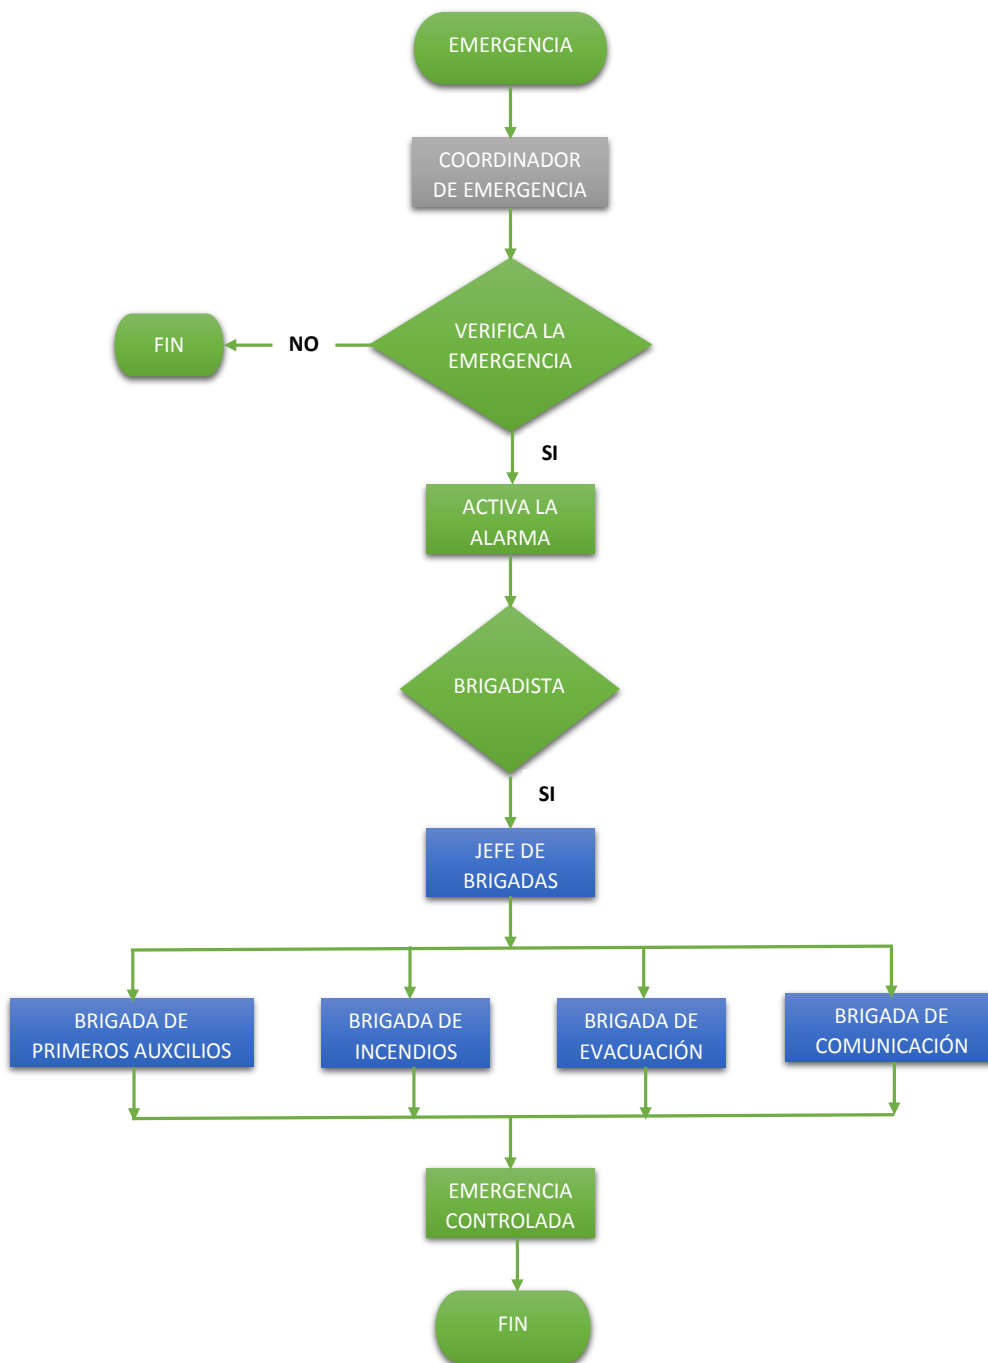 EMERGENCIA
COORDINADOR
DE EMERGENCIA
VERIFICA LA
EMERGENCIA
NO
FIN
SI
ACTIVA LA
ALARMA
BRIGADISTA
SI
JEFE DE
BRIGADAS
BRIGADA DE
PRIMEROS AUXCILIOS
BRIGADA DE
INCENDIOS
BRIGADA DE
EVACUACIÓN
BRIGADA DE
COMUNICACIÓN
EMERGENCIA
CONTROLADA
FIN